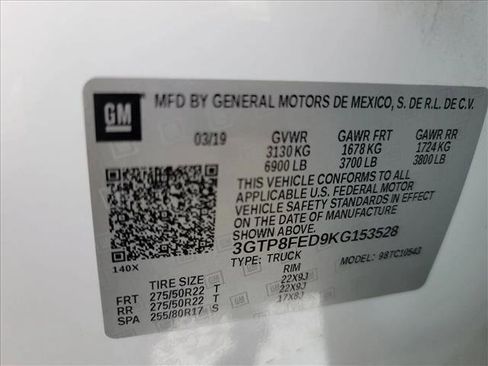 GM MFD BY GENERAL MOTORS DE MEXICO, S. DE R.L. DE C.V.
03/19 GVWR GAWR FRT GAWR RR
3130 KG 1678 KG 1724 KG
6900 LB 3700 LB 3800 LB
THIS VEHICLE CONFORMS TO ALL
APPLICABLE U.S. FEDERAL MOTOR
VEHICLE SAFETY STANDARDS IN EFFECT
ON THE DATE OF MANUFACTURE
SHOWN ABOVE.
3GTP8FED9KG153528
140X TYPE: TRUCK MODEL: 98TC10543
TIRE SIZE RIM
FRT 275/50R22 T 22X9J
RR 275/50R22 T 22X9J
SPA 255/80R17 S 17X8J